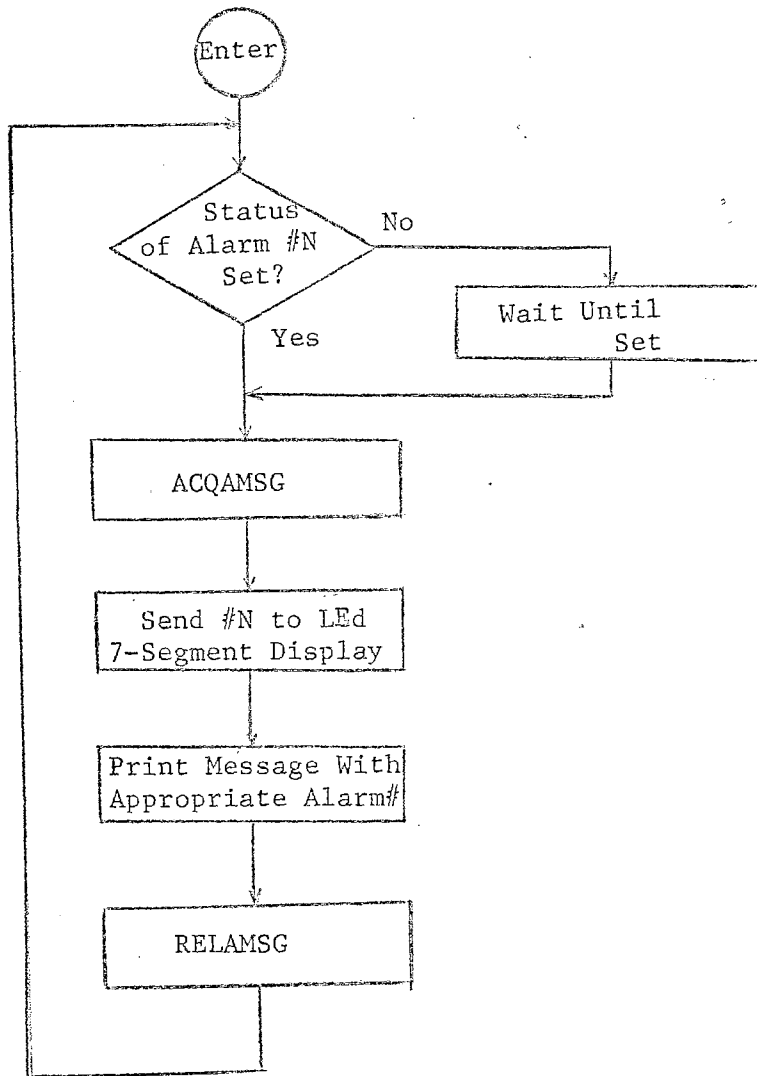 Enter
Status
of Alarm #N
Set?
No
Wait Until
Set
Yes
ACQAMSG
Send #N to LEd
7-Segment Display
Print Message With
Appropriate Alarm#
RELAMSG